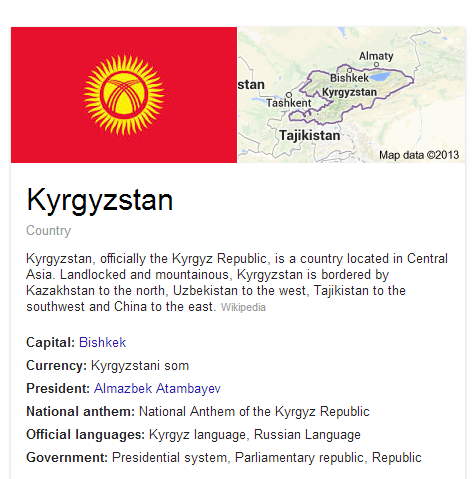 Almaty
Bishkek
stan
Kyrgyzstan
Tashkent
Tajikistan
Map data ©2013
Kyrgyzstan
Country
Kyrgyzstan, officially the Kyrgyz Republic, is a country located in Central
Asia. Landlocked and mountainous, Kyrgyzstan is bordered by
Kazakhstan to the north, Uzbekistan to the west, Tajikistan to the
southwest and China to the east. Wikipedia
Capital: Bishkek
Currency: Kyrgyzstani som
President: Almazbek Atambayev
National anthem: National Anthem of the Kyrgyz Republic
Official languages: Kyrgyz language, Russian Language
Government: Presidential system, Parliamentary republic, Republic